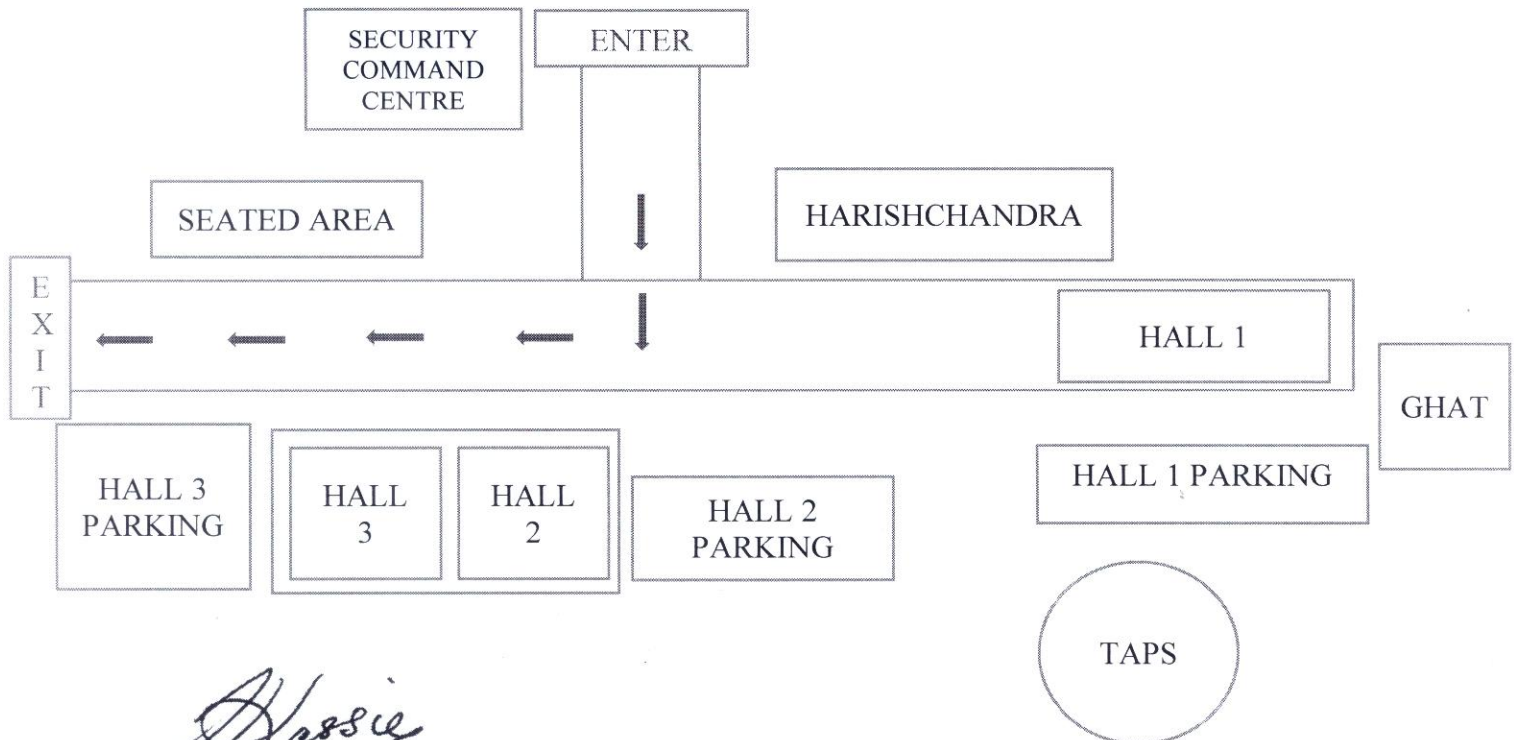 SECURITY
COMMAND
CENTRE
ENTER
SEATED AREA
HARISHCHANDRA
EXIT
HALL 1
GHAT
HALL 3
PARKING
HALL
3
HALL
2
HALL 2
PARKING
HALL 1 PARKING
TAPS